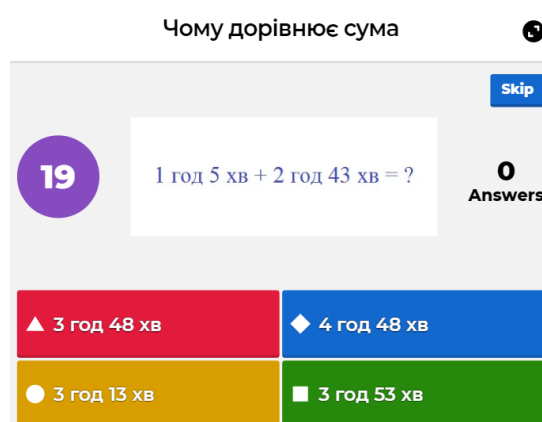 Чому дорівнює сума
Skip
19
1 год 5 хв + 2 год 43 хв = ?
0
Answers
3 год 48 хв
4 год 48 хв
3 год 13 хв
3 год 53 хв